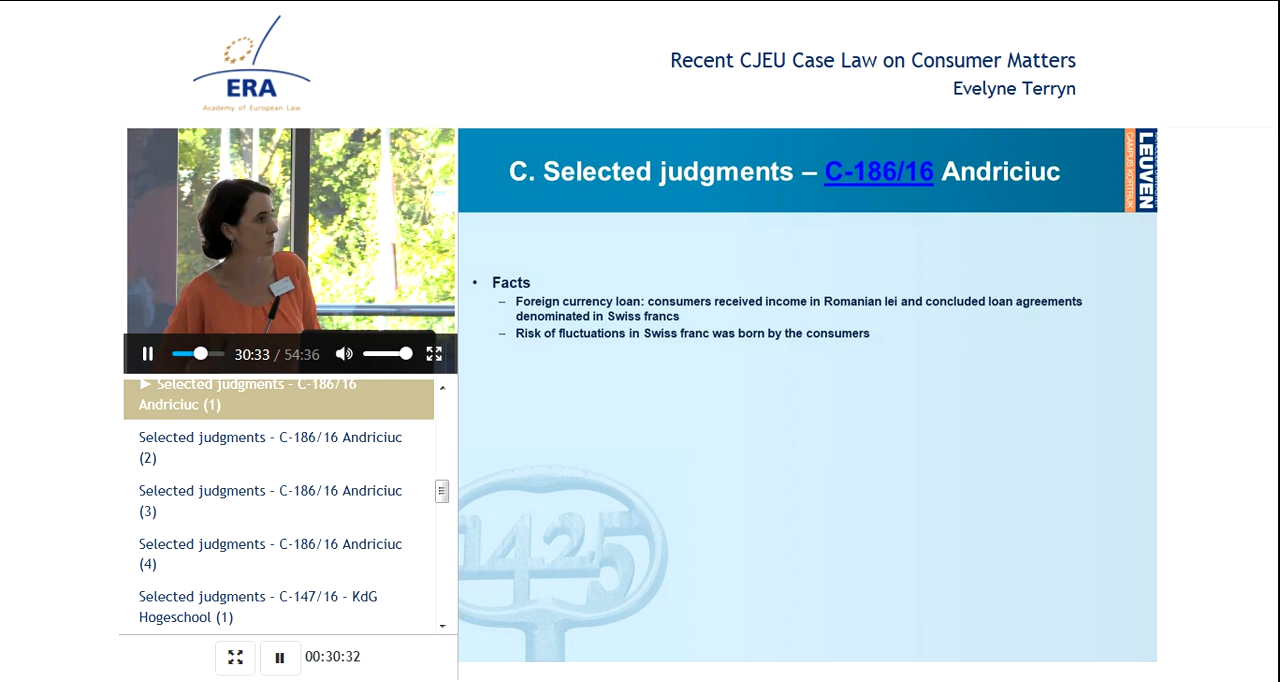 ERA
Academy of European Law
Recent CJEU Case Law on Consumer Matters
Evelyne Terryn
30:33 / 54:36
► Selected judgments - C-186/16
Andriciuc (1)
Selected judgments - C-186/16 Andriciuc
(2)
Selected judgments - C-186/16 Andriciuc
(3)
Selected judgments - C-186/16 Andriciuc
(4)
Selected judgments - C-147/16 - KdG
Hogeschool (1)
00:30:32
C. Selected judgments – C-186/16 Andriciuc
LEUVEN
CAMPUS KORTRIJK
• Facts
– Foreign currency loan: consumers received income in Romanian lei and concluded loan agreements
denominated in Swiss francs
– Risk of fluctuations in Swiss franc was born by the consumers
1425